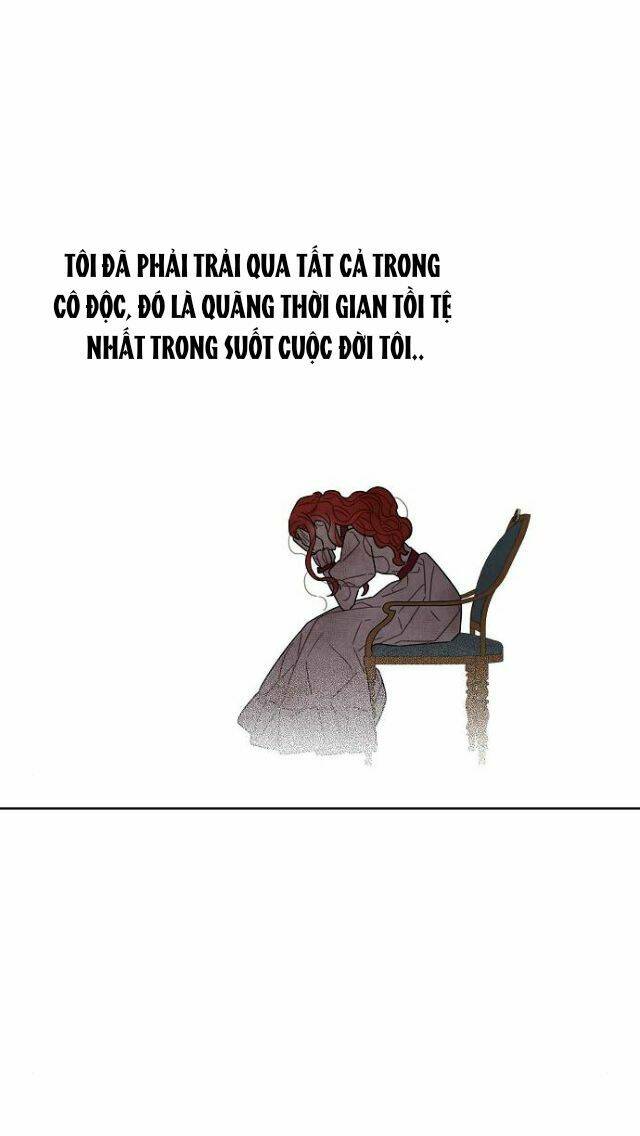 TÔI ĐÃ PHẢI TRẢI QUA TẤT CẢ TRONG
CÔ ĐỘC, ĐÓ LÀ QUÃNG THỜI GIAN TỒI TỆ
NHẤT TRONG SUỐT CUỘC ĐỜI TÔI..